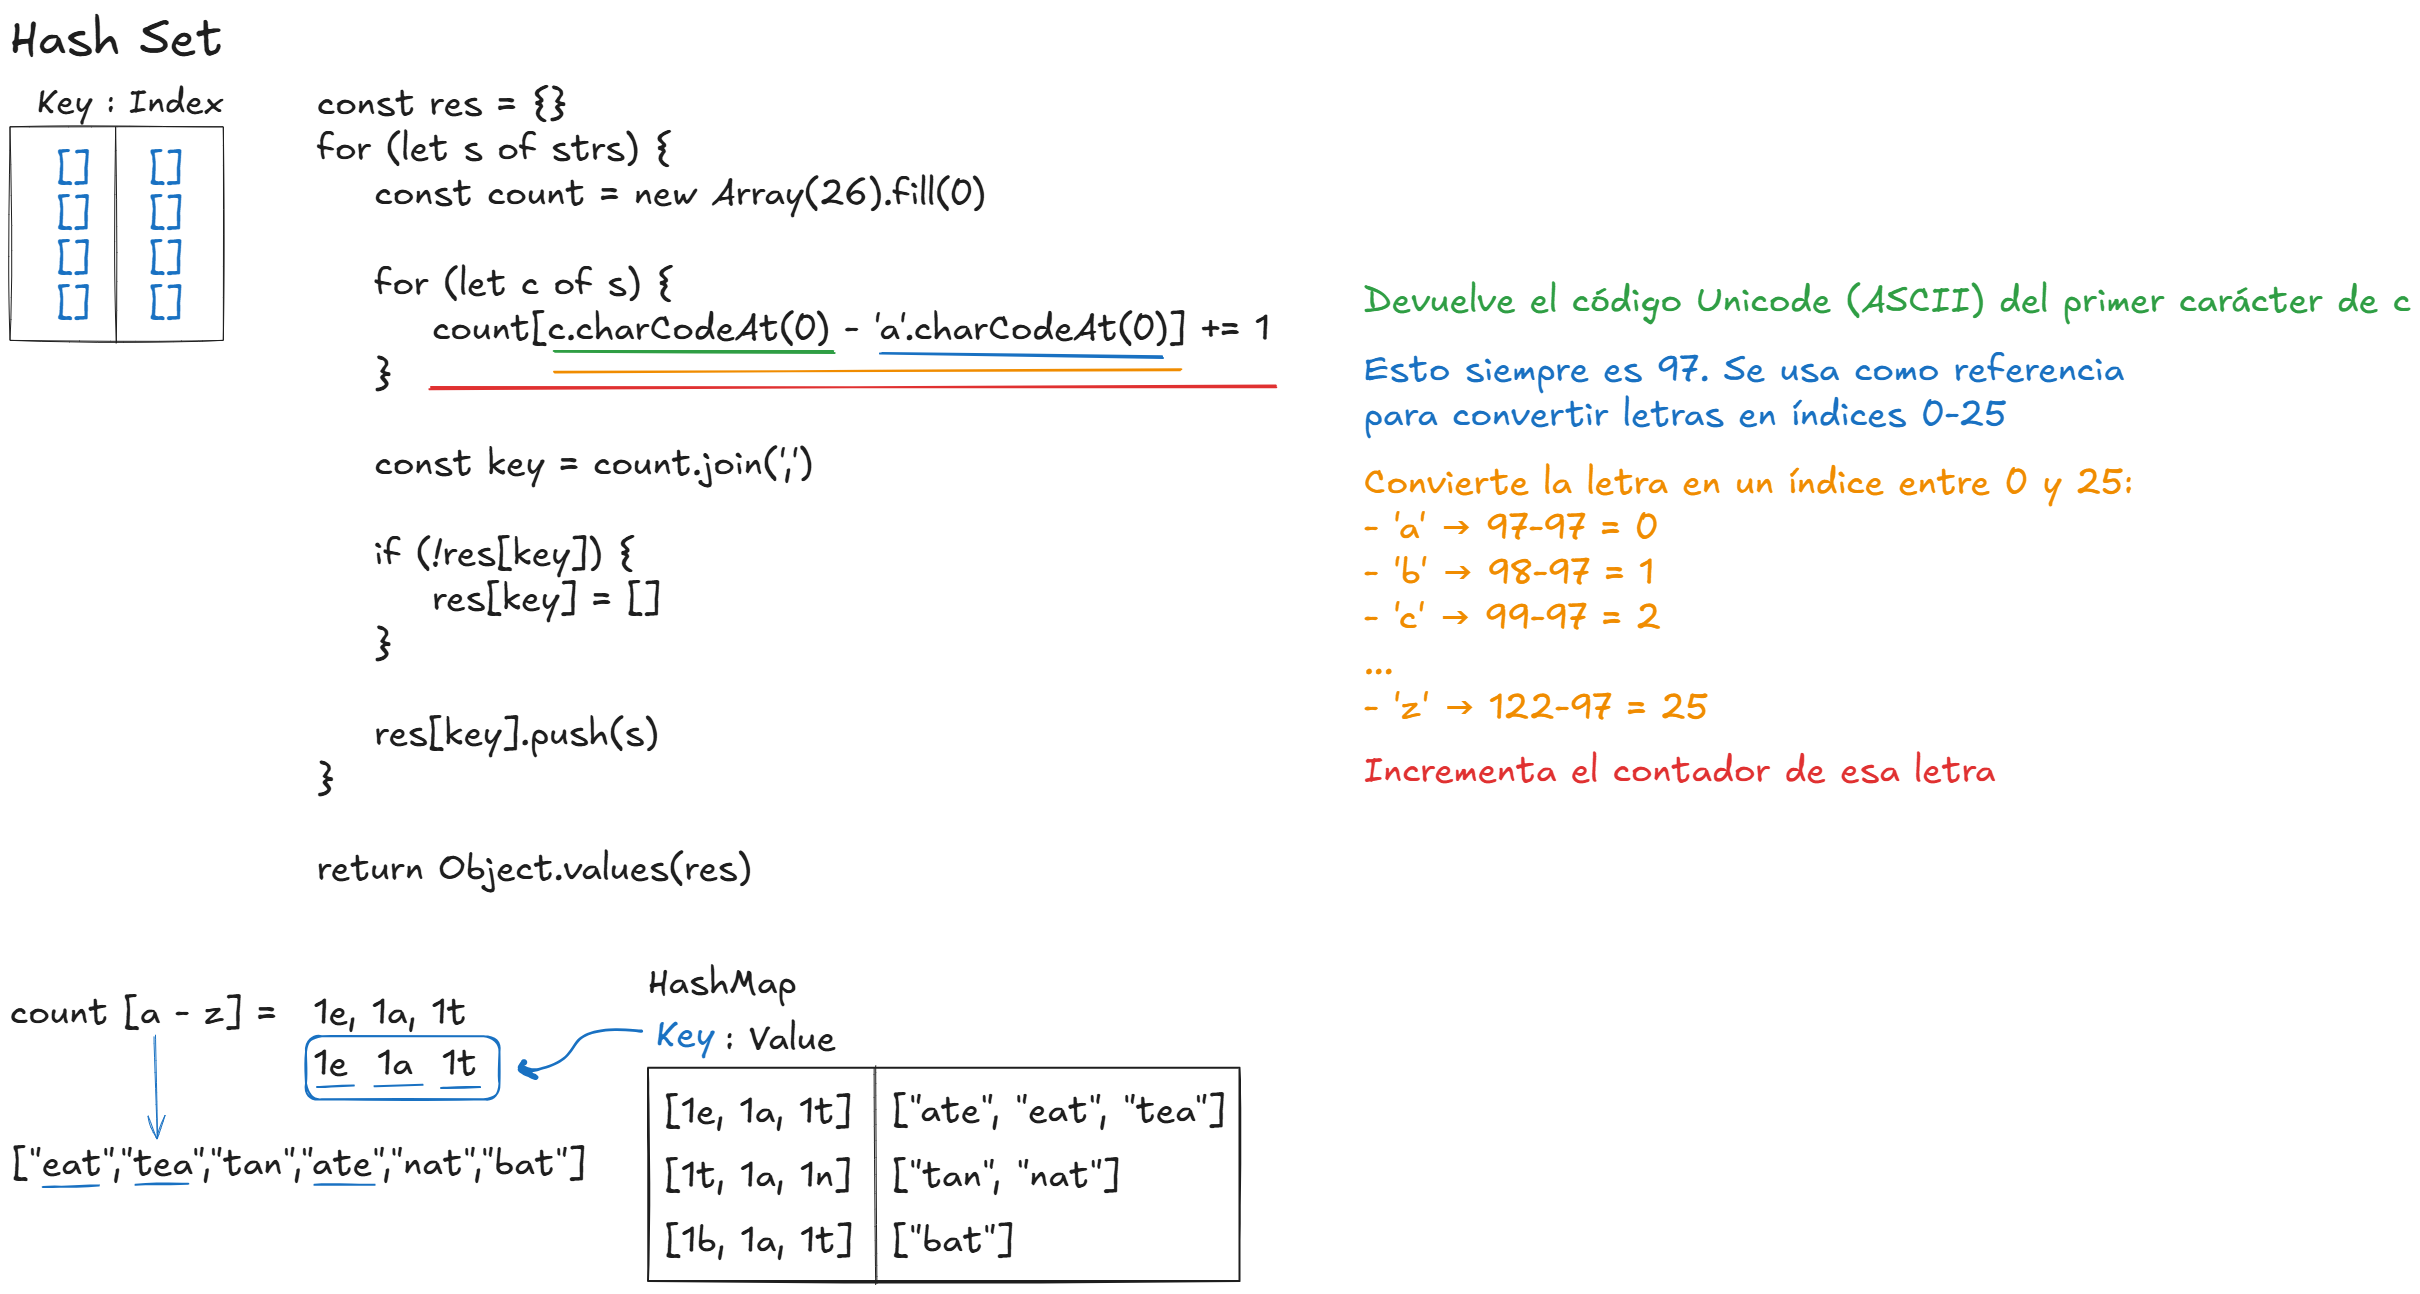 Hash Set
Key : Index
[] []
[] []
[] []
[] []
const res = {}
for (let s of strs) {
const count = new Array(26).fill(0)
for (let c of s) {
count[c.charCodeAt(0) - 'a'.charCodeAt(0)] += 1
}
const key = count.join(',')
if (!res[key]) {
res[key] = []
}
res[key].push(s)
}
return Object.values(res)
Devuelve el código Unicode (ASCII) del primer carácter de c
Esto siempre es 97. Se usa como referencia
para convertir letras en índices 0-25
Convierte la letra en un índice entre 0 y 25:
- 'a' → 97-97 = 0
- 'b' → 98-97 = 1
- 'c' → 99-97 = 2
...
- 'z' → 122-97 = 25
Incrementa el contador de esa letra
count [a - z] = 1e, 1a, 1t
1e 1a 1t
["eat","tea","tan","ate","nat","bat"]
HashMap
Key : Value
[1e, 1a, 1t] ["ate", "eat", "tea"]
[1t, 1a, 1n] ["tan", "nat"]
[1b, 1a, 1t] ["bat"]